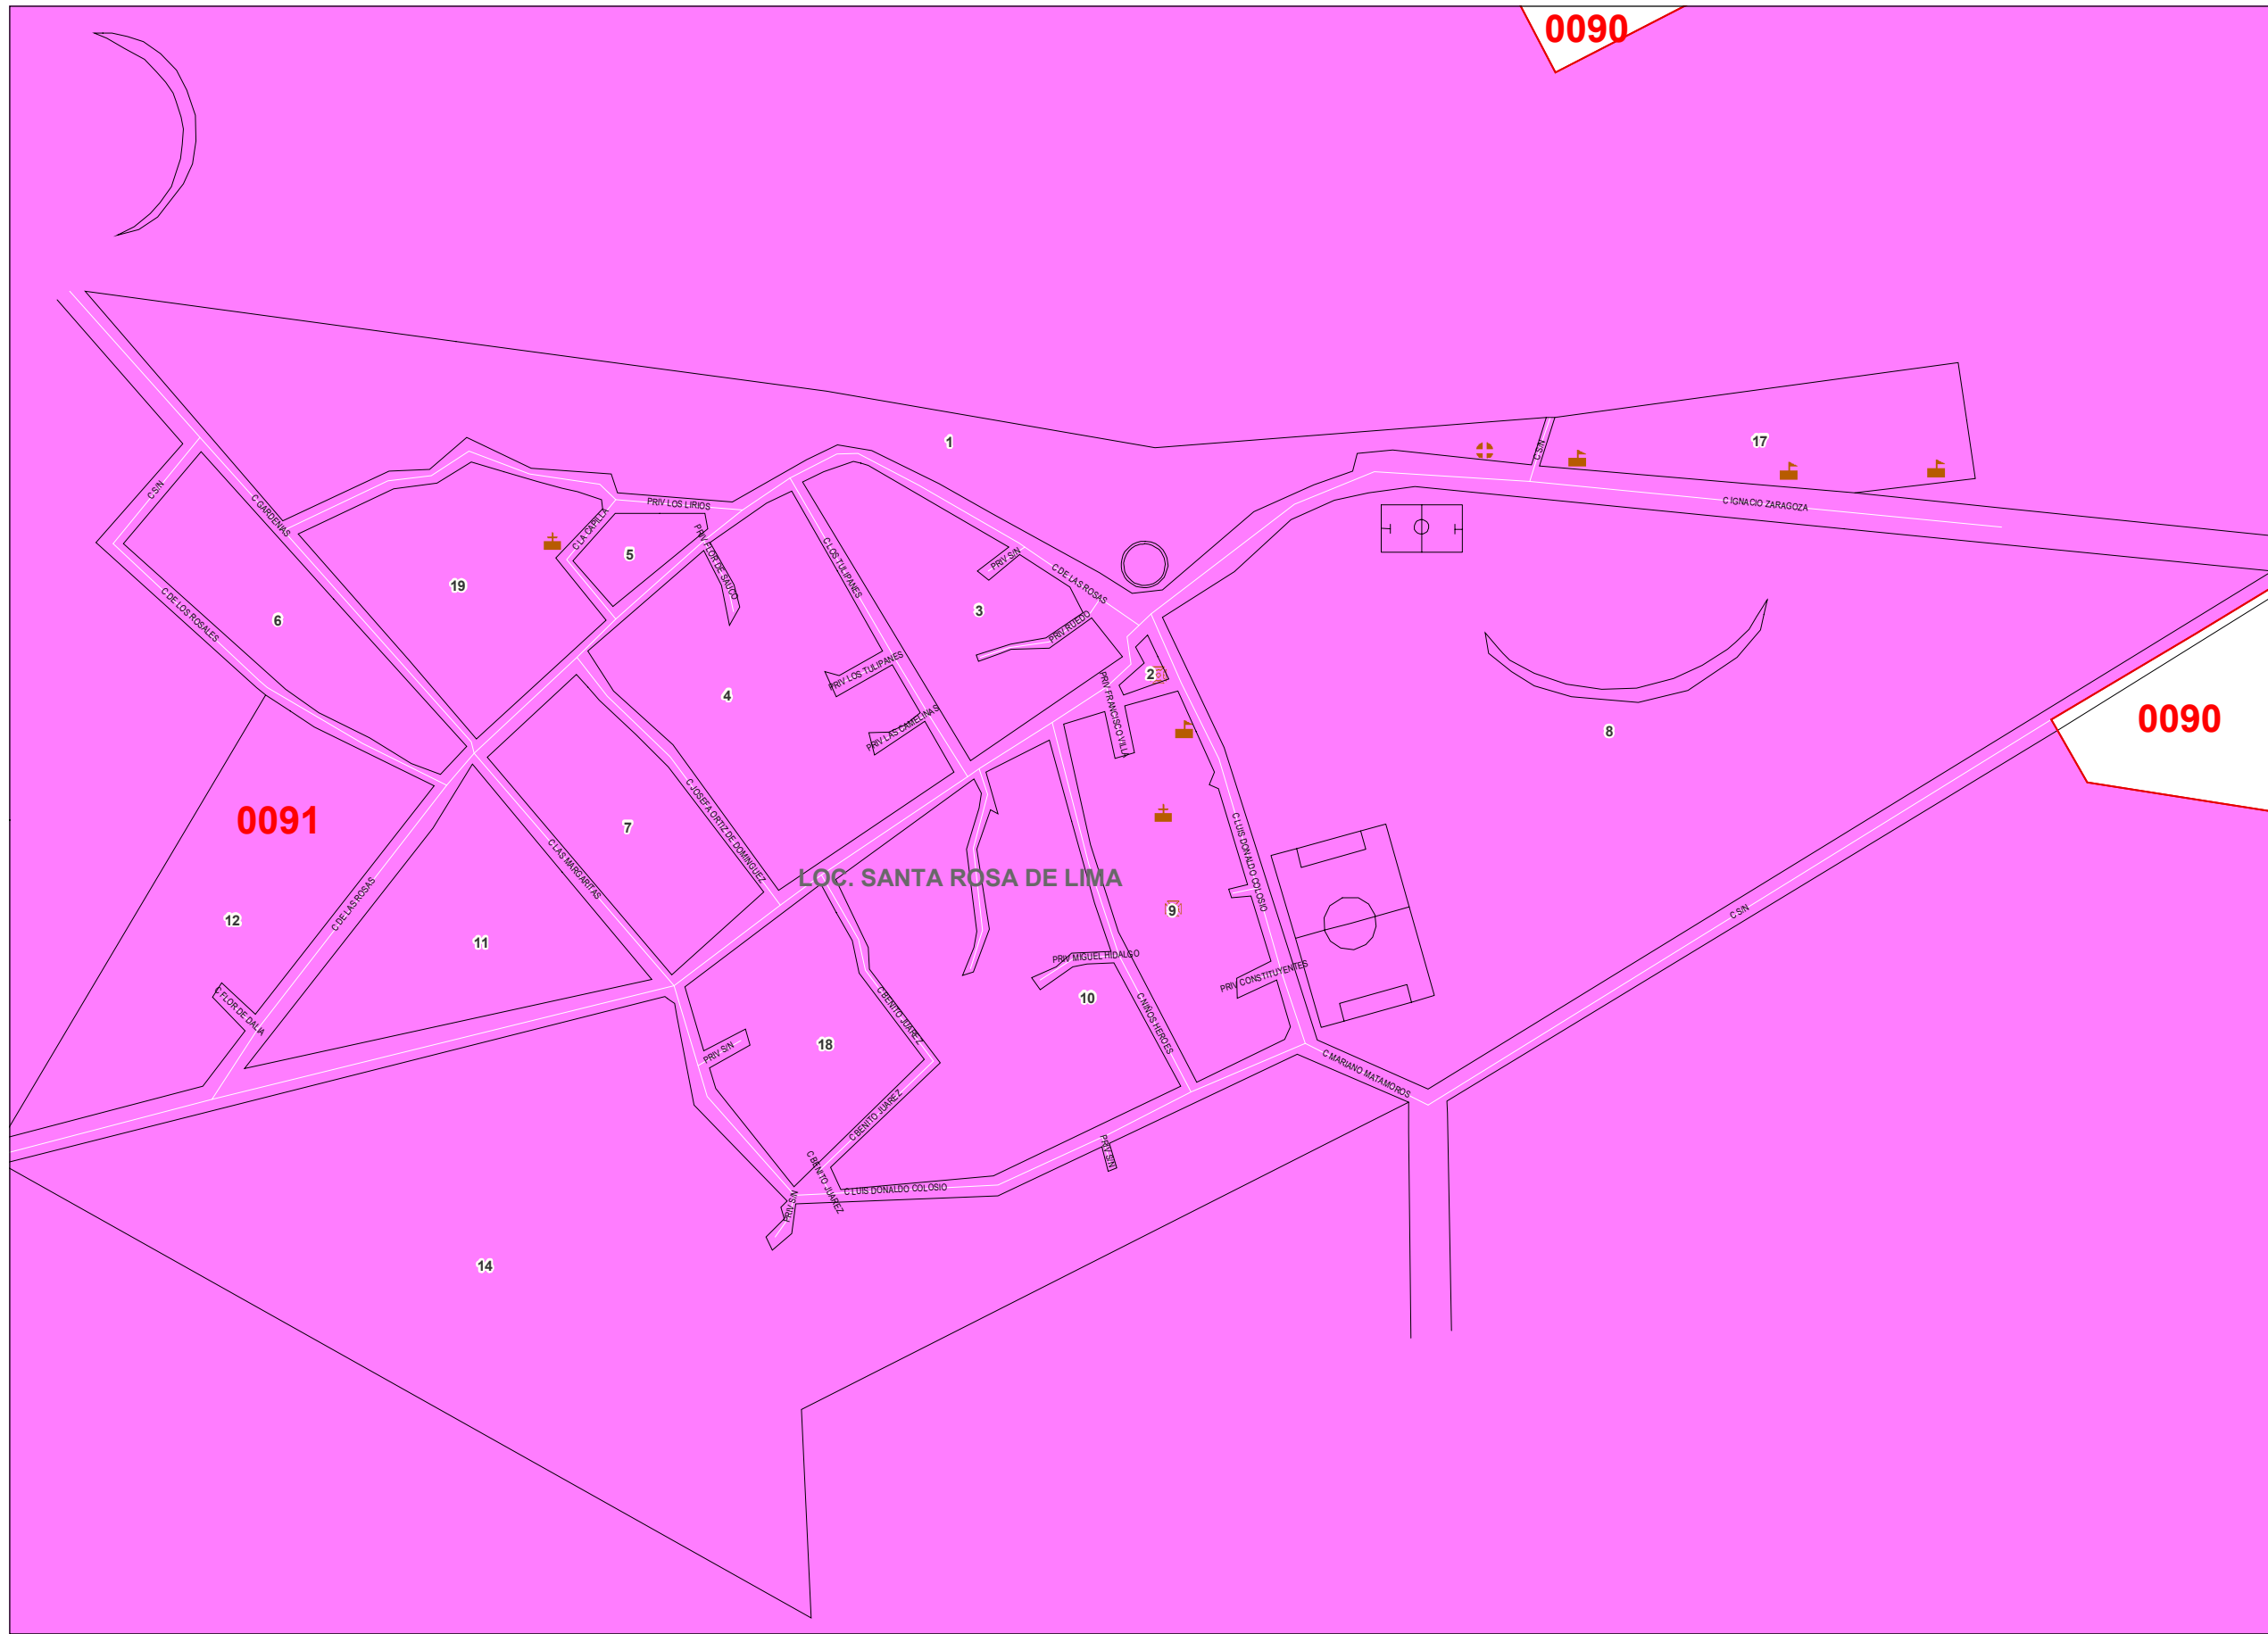 0090
1
17
C S/N
C IGNACIO ZARAGOZA
C S/N
C GARDENIAS
PRIV LOS LIRIOS
C LA CAPILLA
PRIV FLOR DE SAUCO
C LOS TULIPANES
PRIV S/N
C DE LAS ROSAS
5
19
3
6
C DE LOS ROSALES
PRIV RUEDO
PRIV LOS TULIPANES
2
4
PRIV FRANCISCO VILLA
PRIV LAS CAMELINAS
8
0090
0091
7
C JOSEFA ORTIZ DE DOMINGUEZ
C LAS MARGARITAS
C LUIS DONALDO COLOSIO
LOC. SANTA ROSA DE LIMA
9
C S/N
12
C DE LAS ROSAS
11
PRIV MIGUEL HIDALGO
PRIV CONSTITUYENTES
10
C FLOR DE DALIA
C BENITO JUAREZ
C NIÑOS HEROES
18
PRIV S/N
C MARIANO MATAMOROS
C BENITO JUAREZ
PRIV S/N
C BENITO JUAREZ
C LUIS DONALDO COLOSIO
PRIV S/N
14